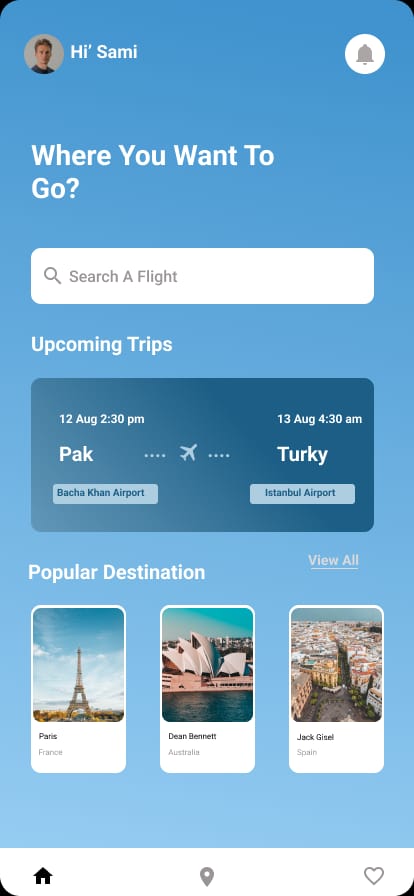 Hi’ Sami
Where You Want To
Go?
Search A Flight
Upcoming Trips
12 Aug 2:30 pm
13 Aug 4:30 am
Pak
Turky
Bacha Khan Airport
Istanbul Airport
View All
Popular Destination
Paris
France
Dean Bennett
Australia
Jack Gisel
Spain